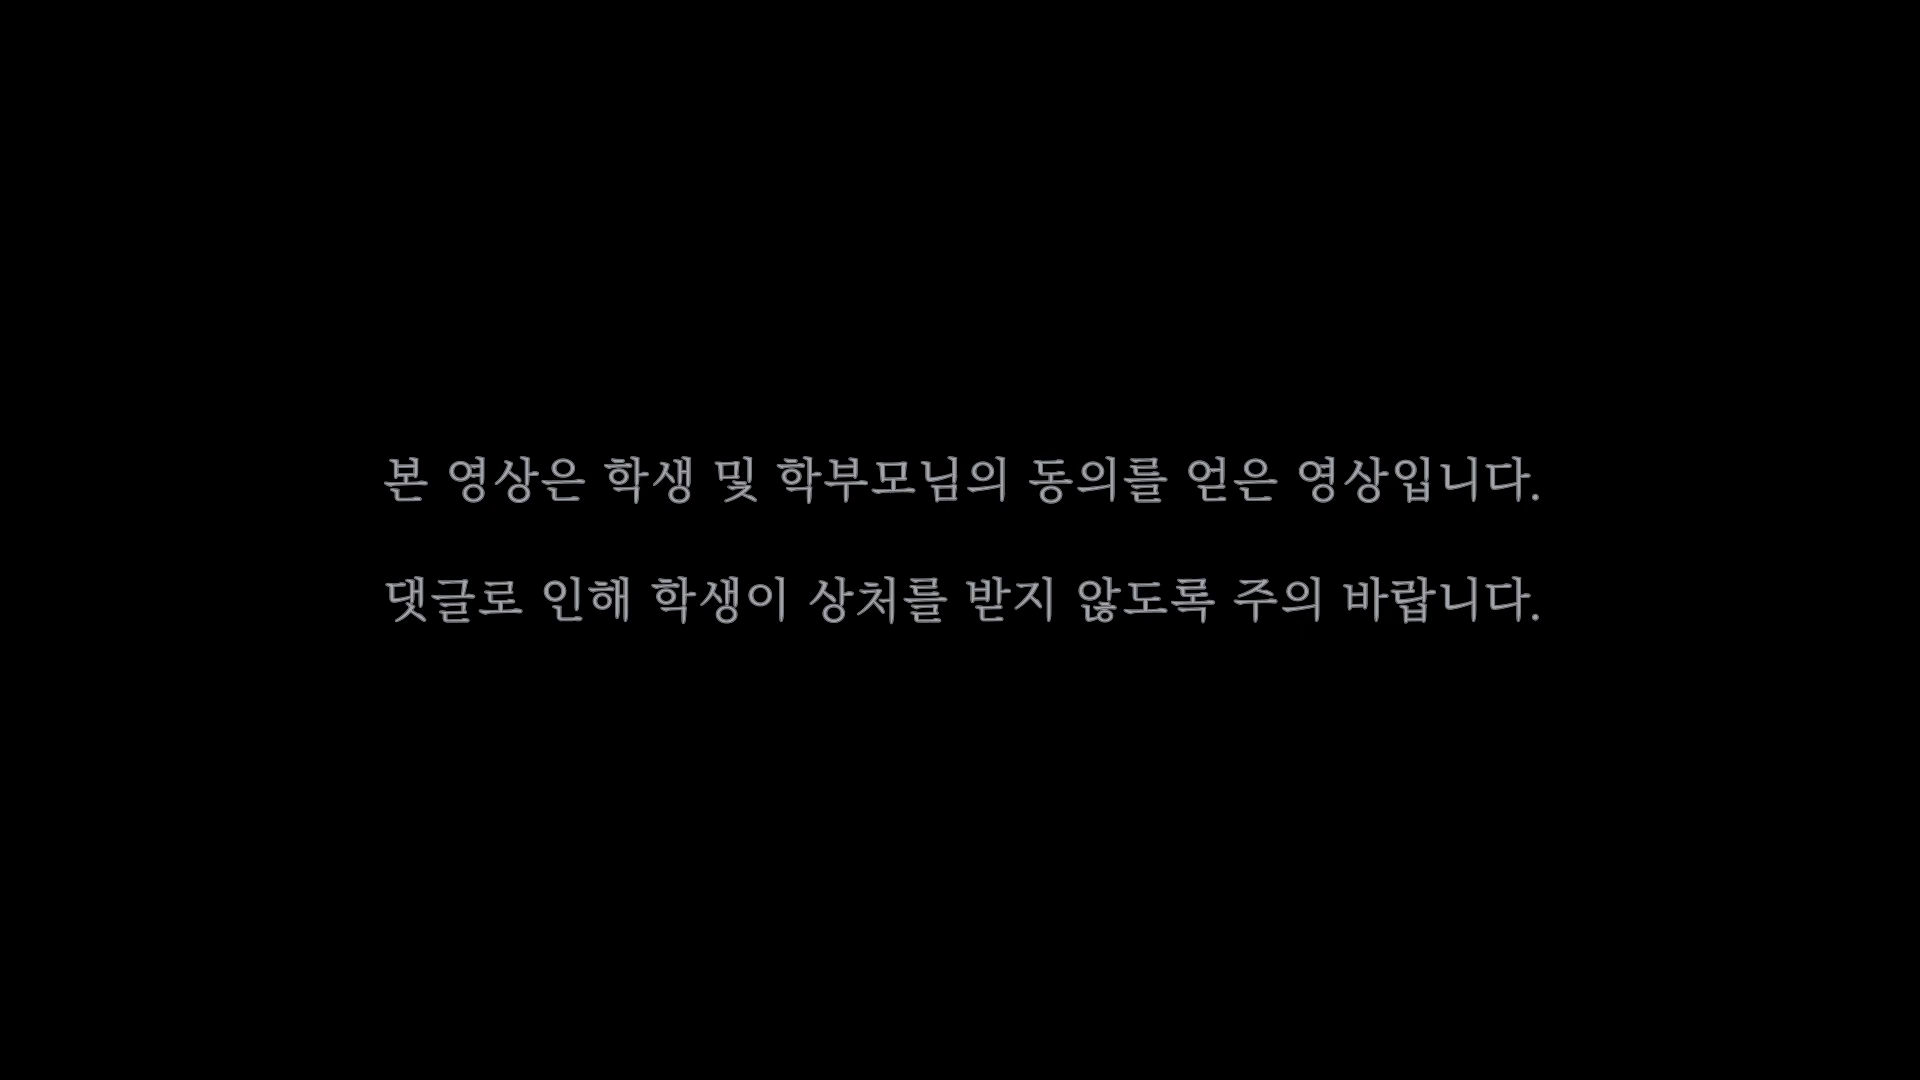 본 영상은 학생 및 학부모님의 동의를 얻은 영상입니다.
댓글로 인해 학생이 상처를 받지 않도록 주의 바랍니다.